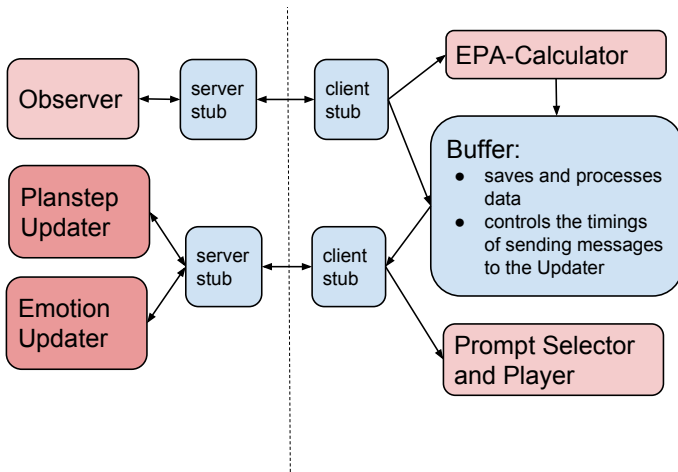 Observer
server
stub
client
stub
EPA-Calculator
Buffer:
● saves and processes
data
● controls the timings
of sending messages
to the Updater
Planstep
Updater
Emotion
Updater
server
stub
client
stub
Prompt Selector
and Player